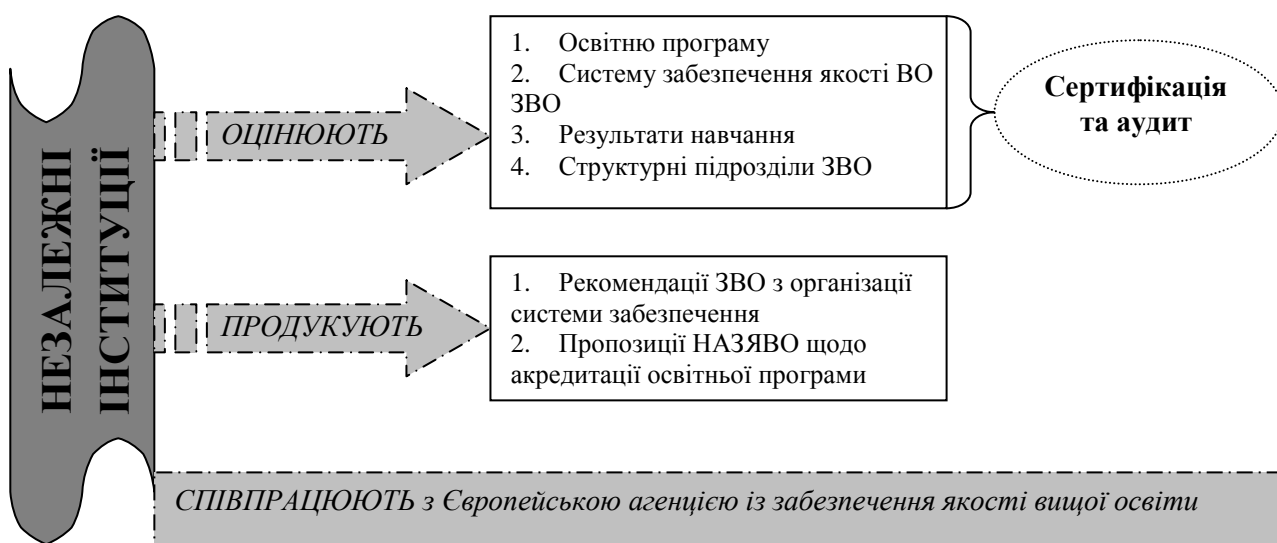 НЕЗАЛЕЖНІ
ІНСТИТУЦІЇ
ОЦІНЮЮТЬ
1. Освітню програму
2. Систему забезпечення якості ВО
ЗВО
3. Результати навчання
4. Структурні підрозділи ЗВО
Сертифікація
та аудит
ПРОДУКУЮТЬ
1. Рекомендації ЗВО з організації
системи забезпечення
2. Пропозиції НАЗЯВО щодо
акредитації освітньої програми
СПІВПРАЦЮЮТЬ з Європейською агенцією із забезпечення якості вищої освіти